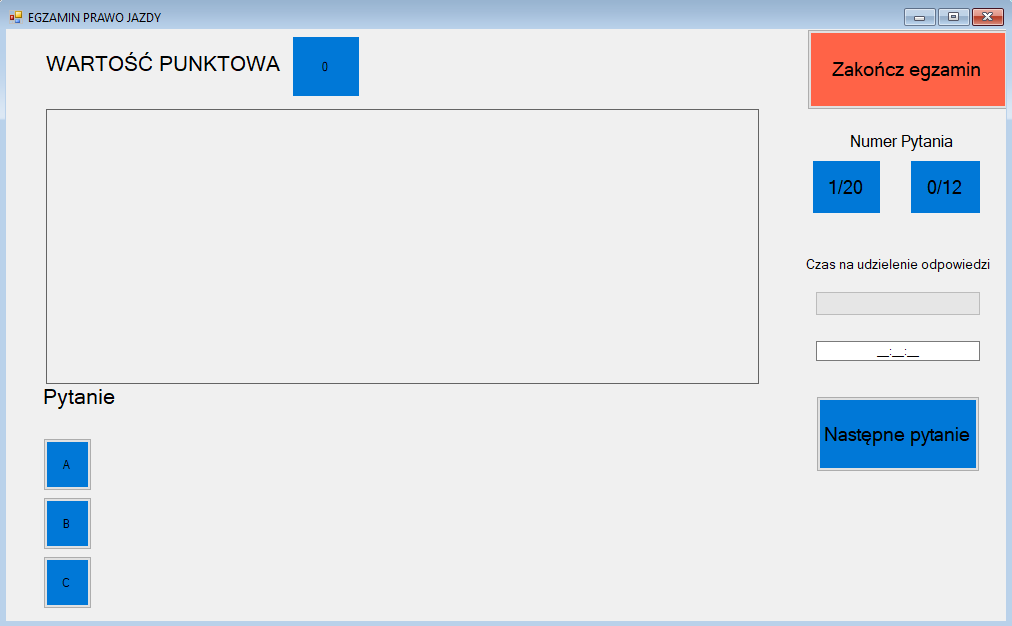 EGZAMIN PRAWO JAZDY
WARTOŚĆ PUNKTOWA
0
Zakończ egzamin
Numer Pytania
1/20
0/12
Czas na udzielenie odpowiedzi
__:__:__
Następne pytanie
Pytanie
A
B
C